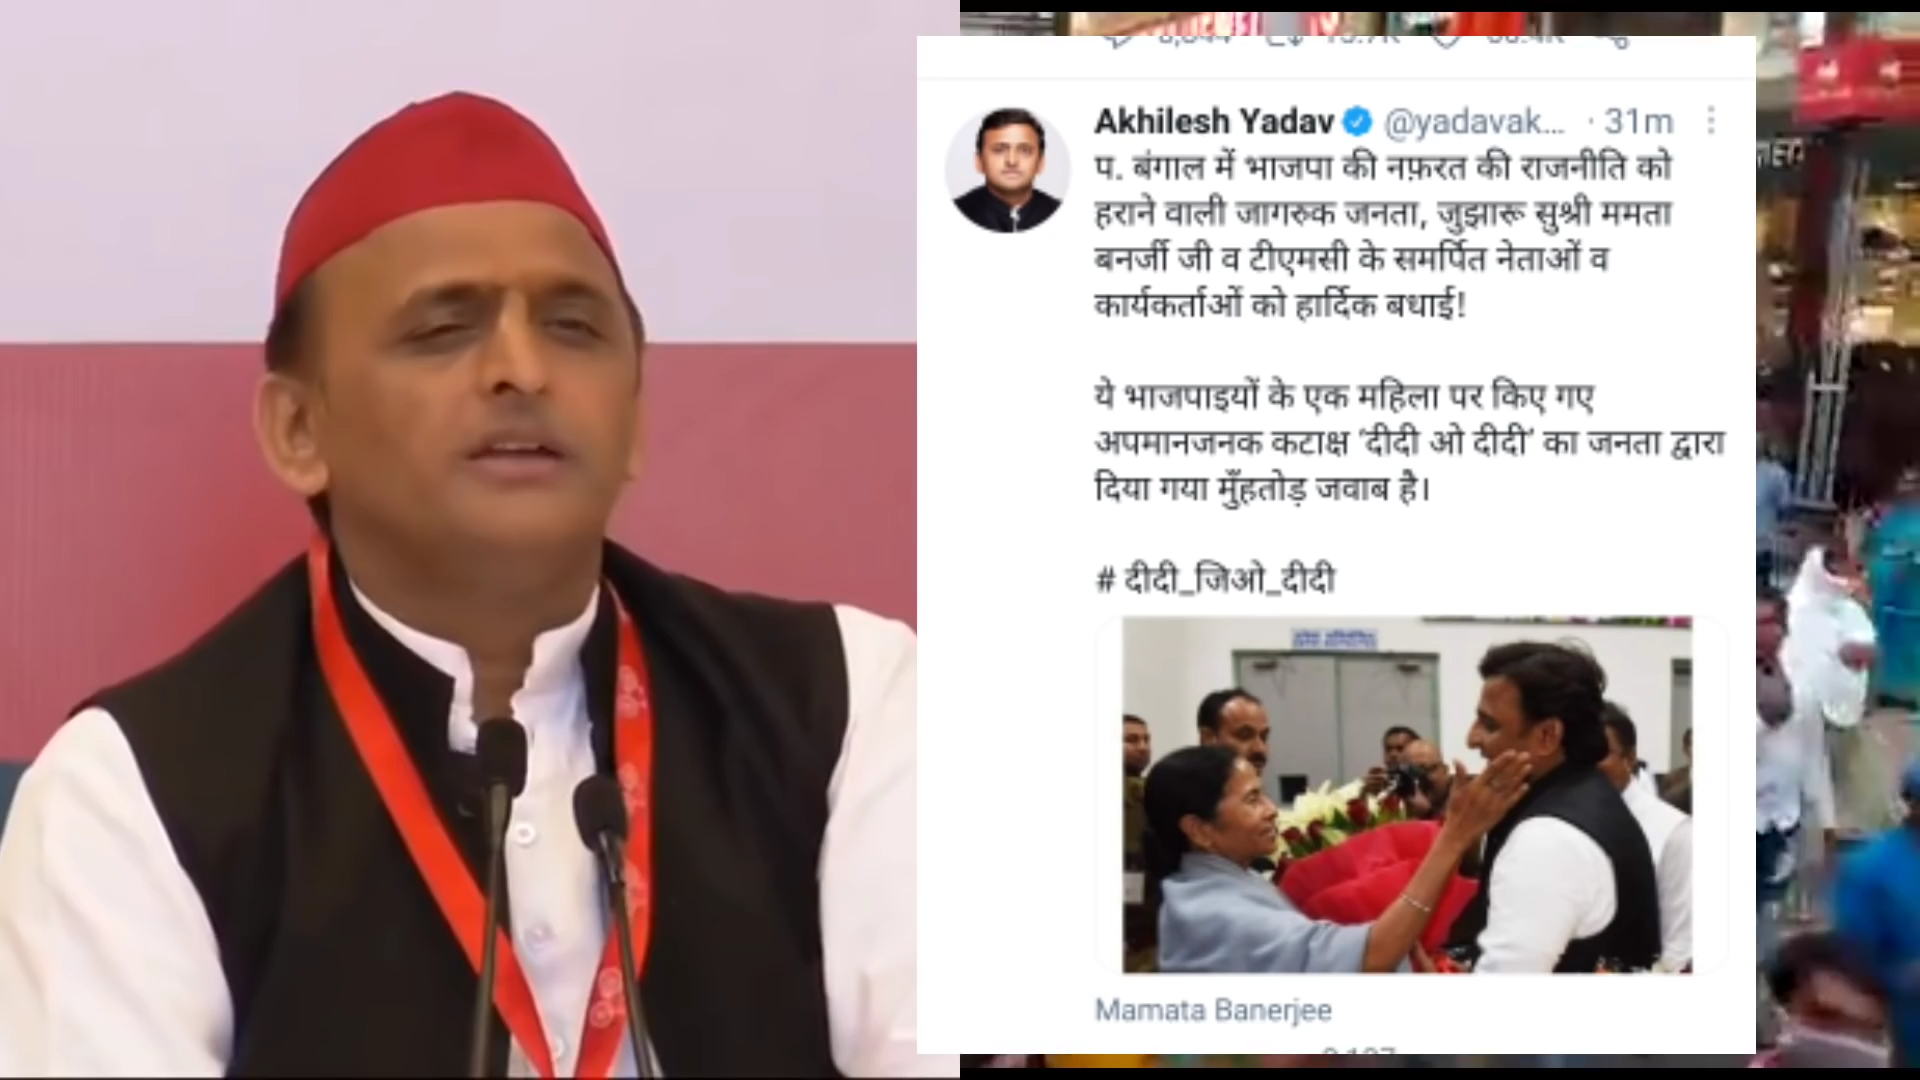 Akhilesh Yadav @yadavak... · 31m
प. बंगाल में भाजपा की नफ़रत की राजनीति को
हराने वाली जागरुक जनता, जुझारू सुश्री ममता
बनर्जी जी व टीएमसी के समर्पित नेताओं व
कार्यकर्ताओं को हार्दिक बधाई!
ये भाजपाइयों के एक महिला पर किए गए
अपमानजनक कटाक्ष ‘दीदी ओ दीदी’ का जनता द्वारा
दिया गया मुँहतोड़ जवाब है।
# दीदी_जिओ_दीदी
Mamata Banerjee